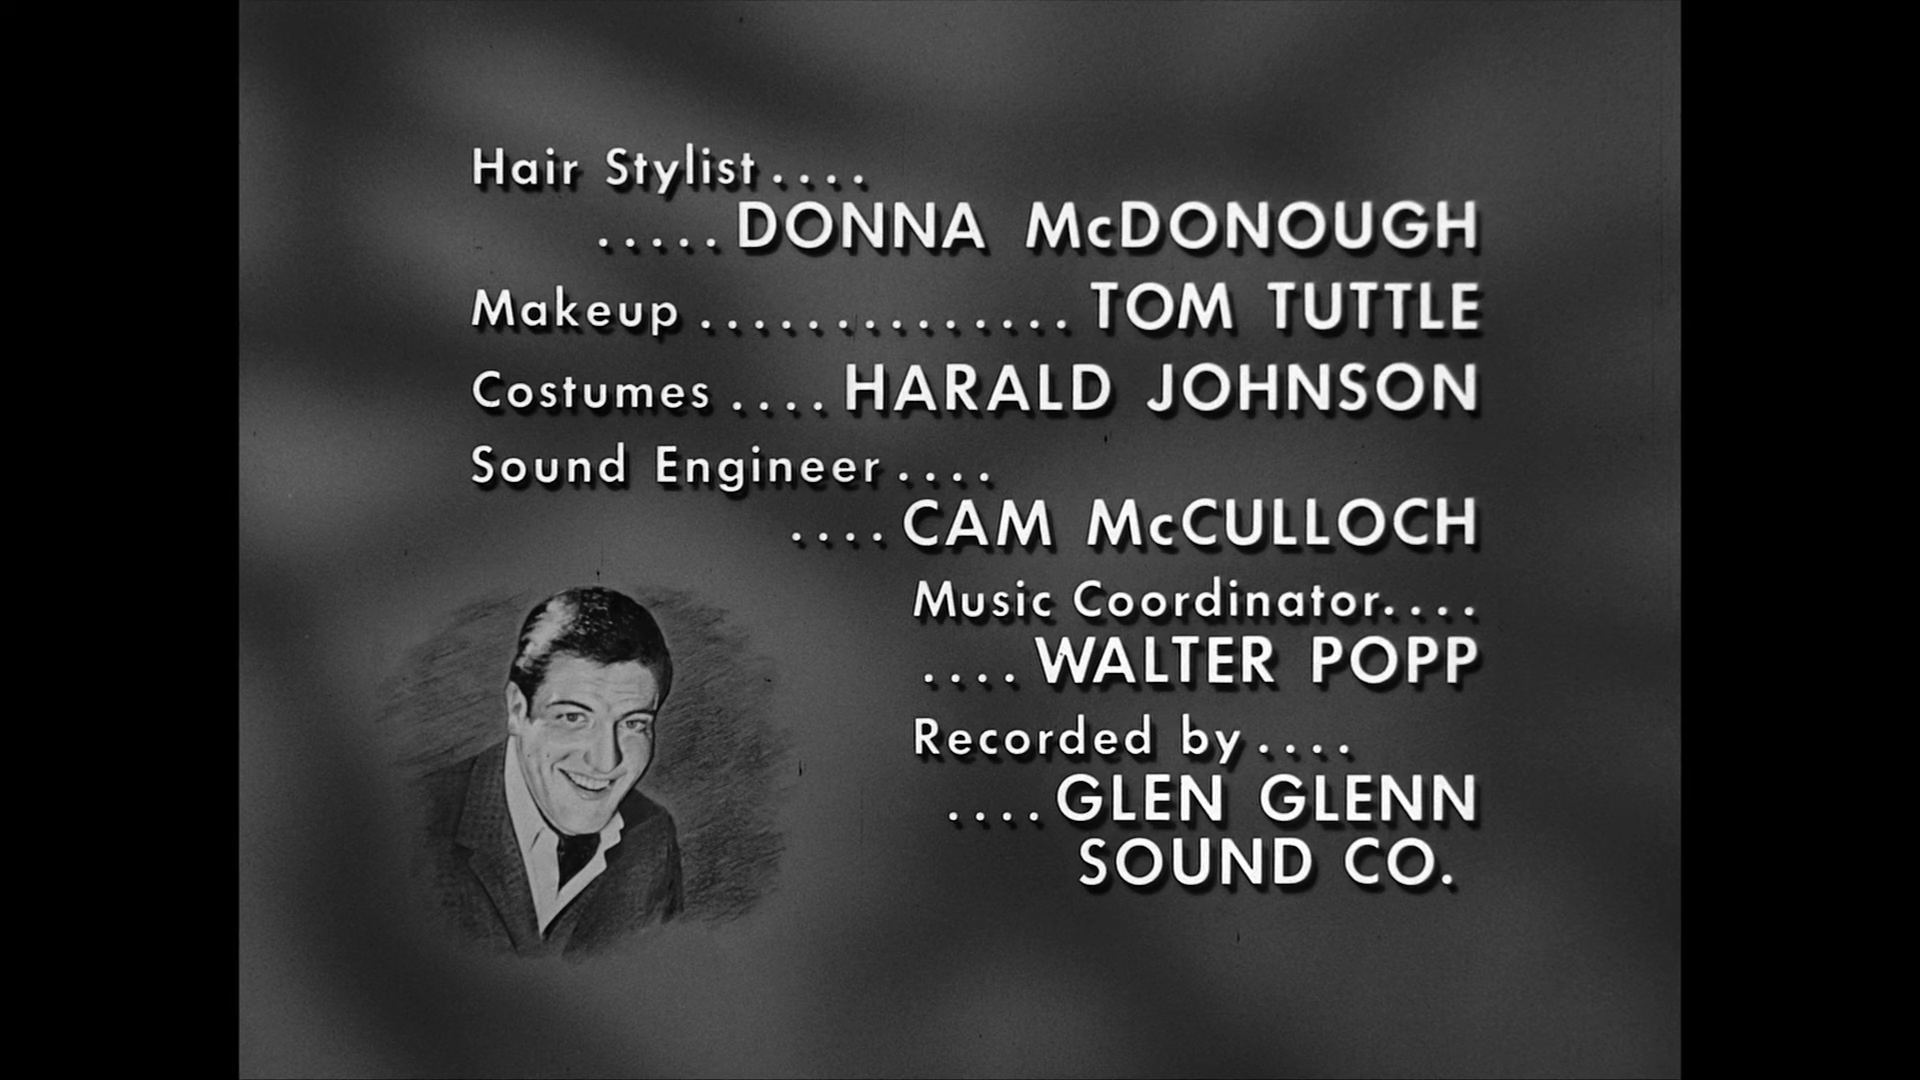 Hair Stylist....
.....DONNA McDONOUGH
Makeup..............TOM TUTTLE
Costumes....HARALD JOHNSON
Sound Engineer....
....CAM McCULLOCH
Music Coordinator....
....WALTER POPP
Recorded by....
....GLEN GLENN
SOUND CO.